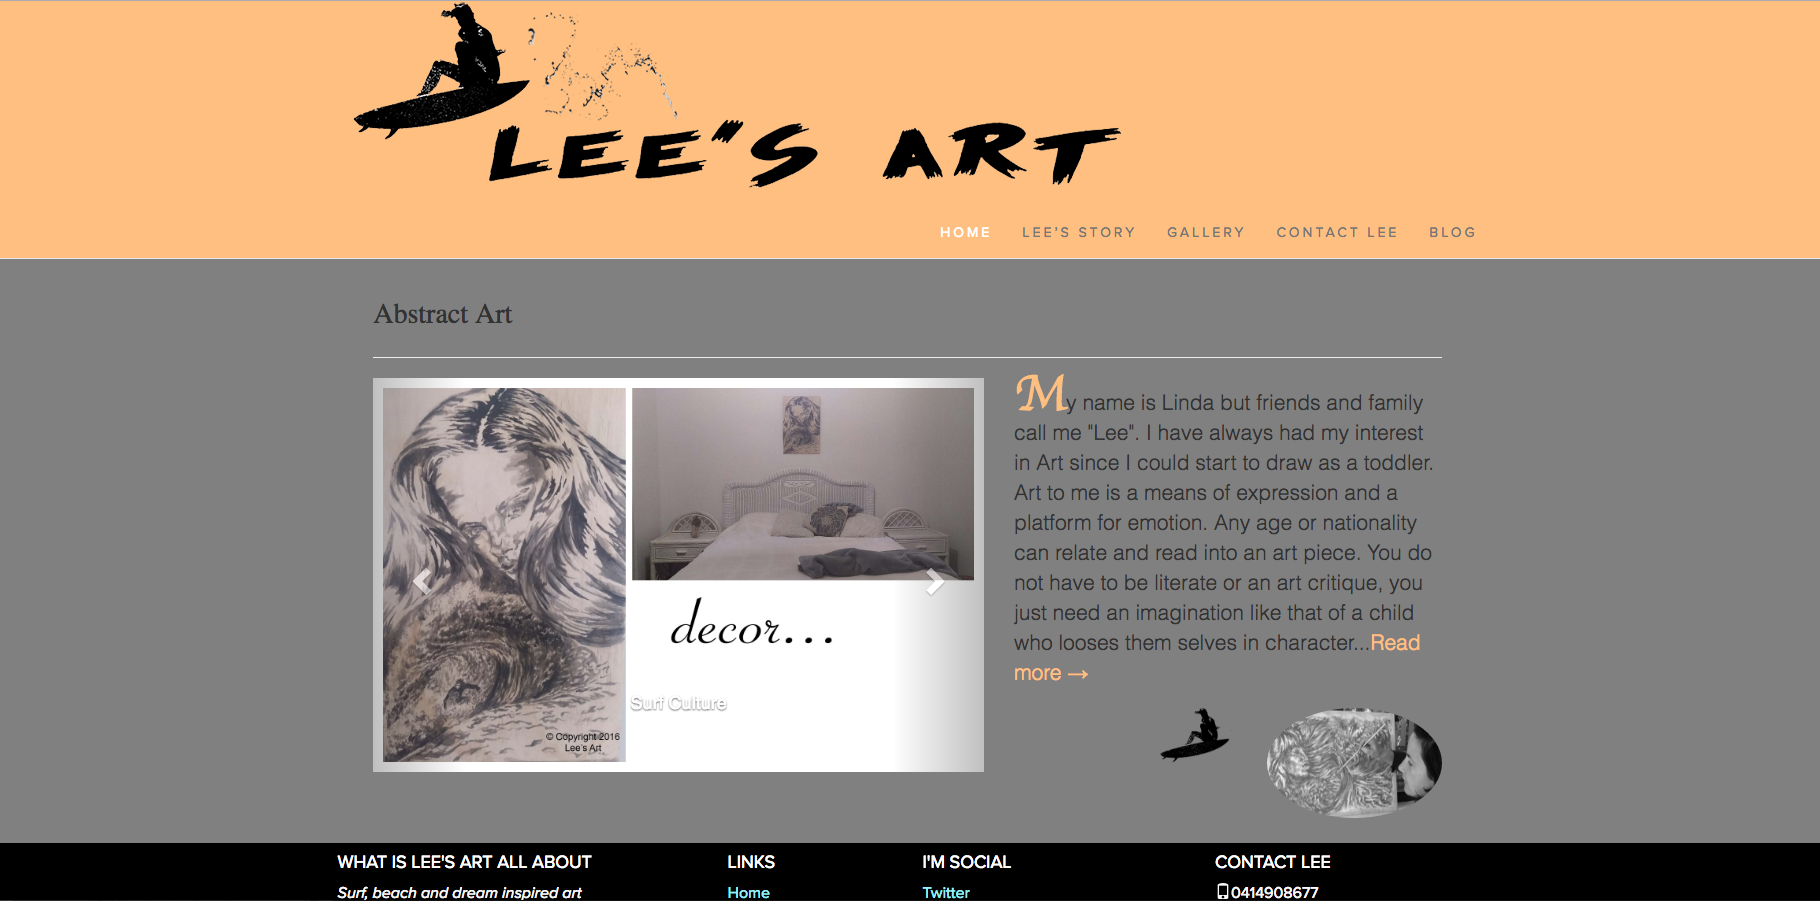 LEE'S ART
HOME LEE'S STORY GALLERY CONTACT LEE BLOG
Abstract Art
decor...
Surf Culture
© Copyright 2016
Lee's Art
My name is Linda but friends and family
call me "Lee". I have always had my interest
in Art since I could start to draw as a toddler.
Art to me is a means of expression and a
platform for emotion. Any age or nationality
can relate and read into an art piece. You do
not have to be literate or an art critique, you
just need an imagination like that of a child
who looses them selves in character...Read
more →
WHAT IS LEE'S ART ALL ABOUT
Surf, beach and dream inspired art
LINKS
Home
I'M SOCIAL
Twitter
CONTACT LEE
0414908677